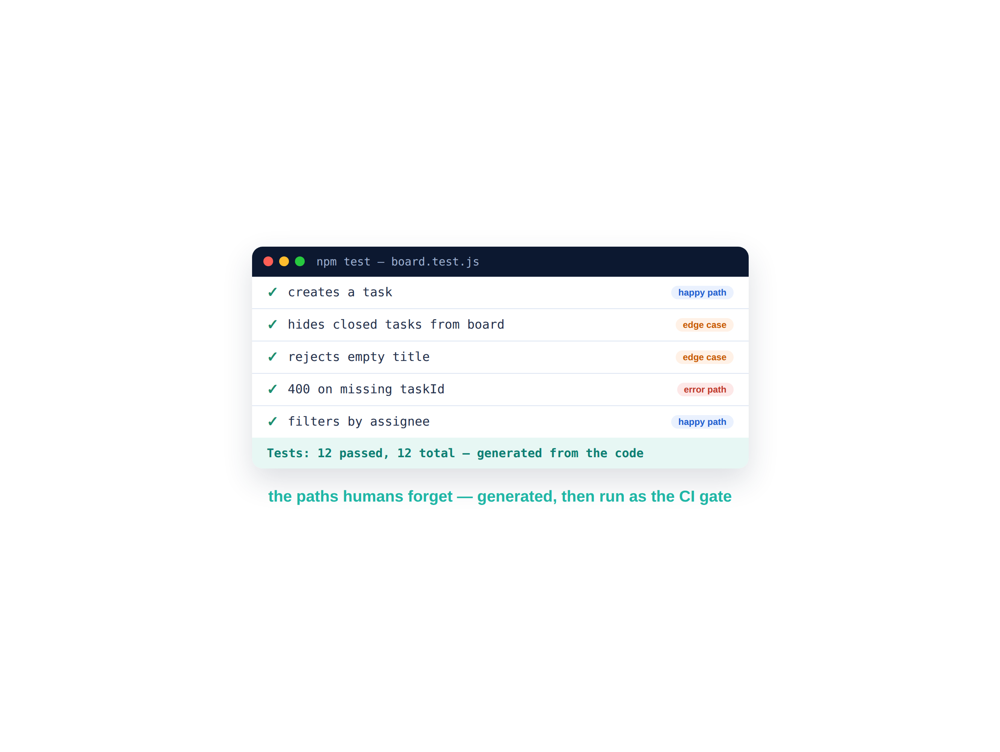 npm test — board.test.js
✓ creates a task happy path
✓ hides closed tasks from board edge case
✓ rejects empty title edge case
✓ 400 on missing taskId error path
✓ filters by assignee happy path
Tests: 12 passed, 12 total — generated from the code
the paths humans forget — generated, then run as the CI gate